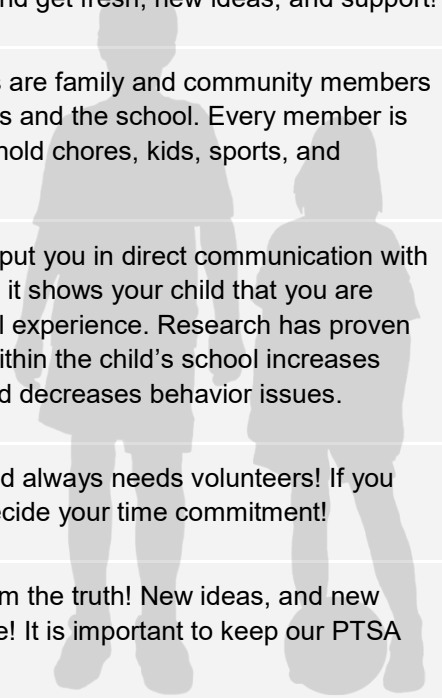 and get fresh, new ideas, and support!
s are family and community members
s and the school. Every member is
hold chores, kids, sports, and
put you in direct communication with
it shows your child that you are
l experience. Research has proven
ithin the child's school increases
d decreases behavior issues.
d always needs volunteers! If you
ecide your time commitment!
m the truth! New ideas, and new
e! It is important to keep our PTSA